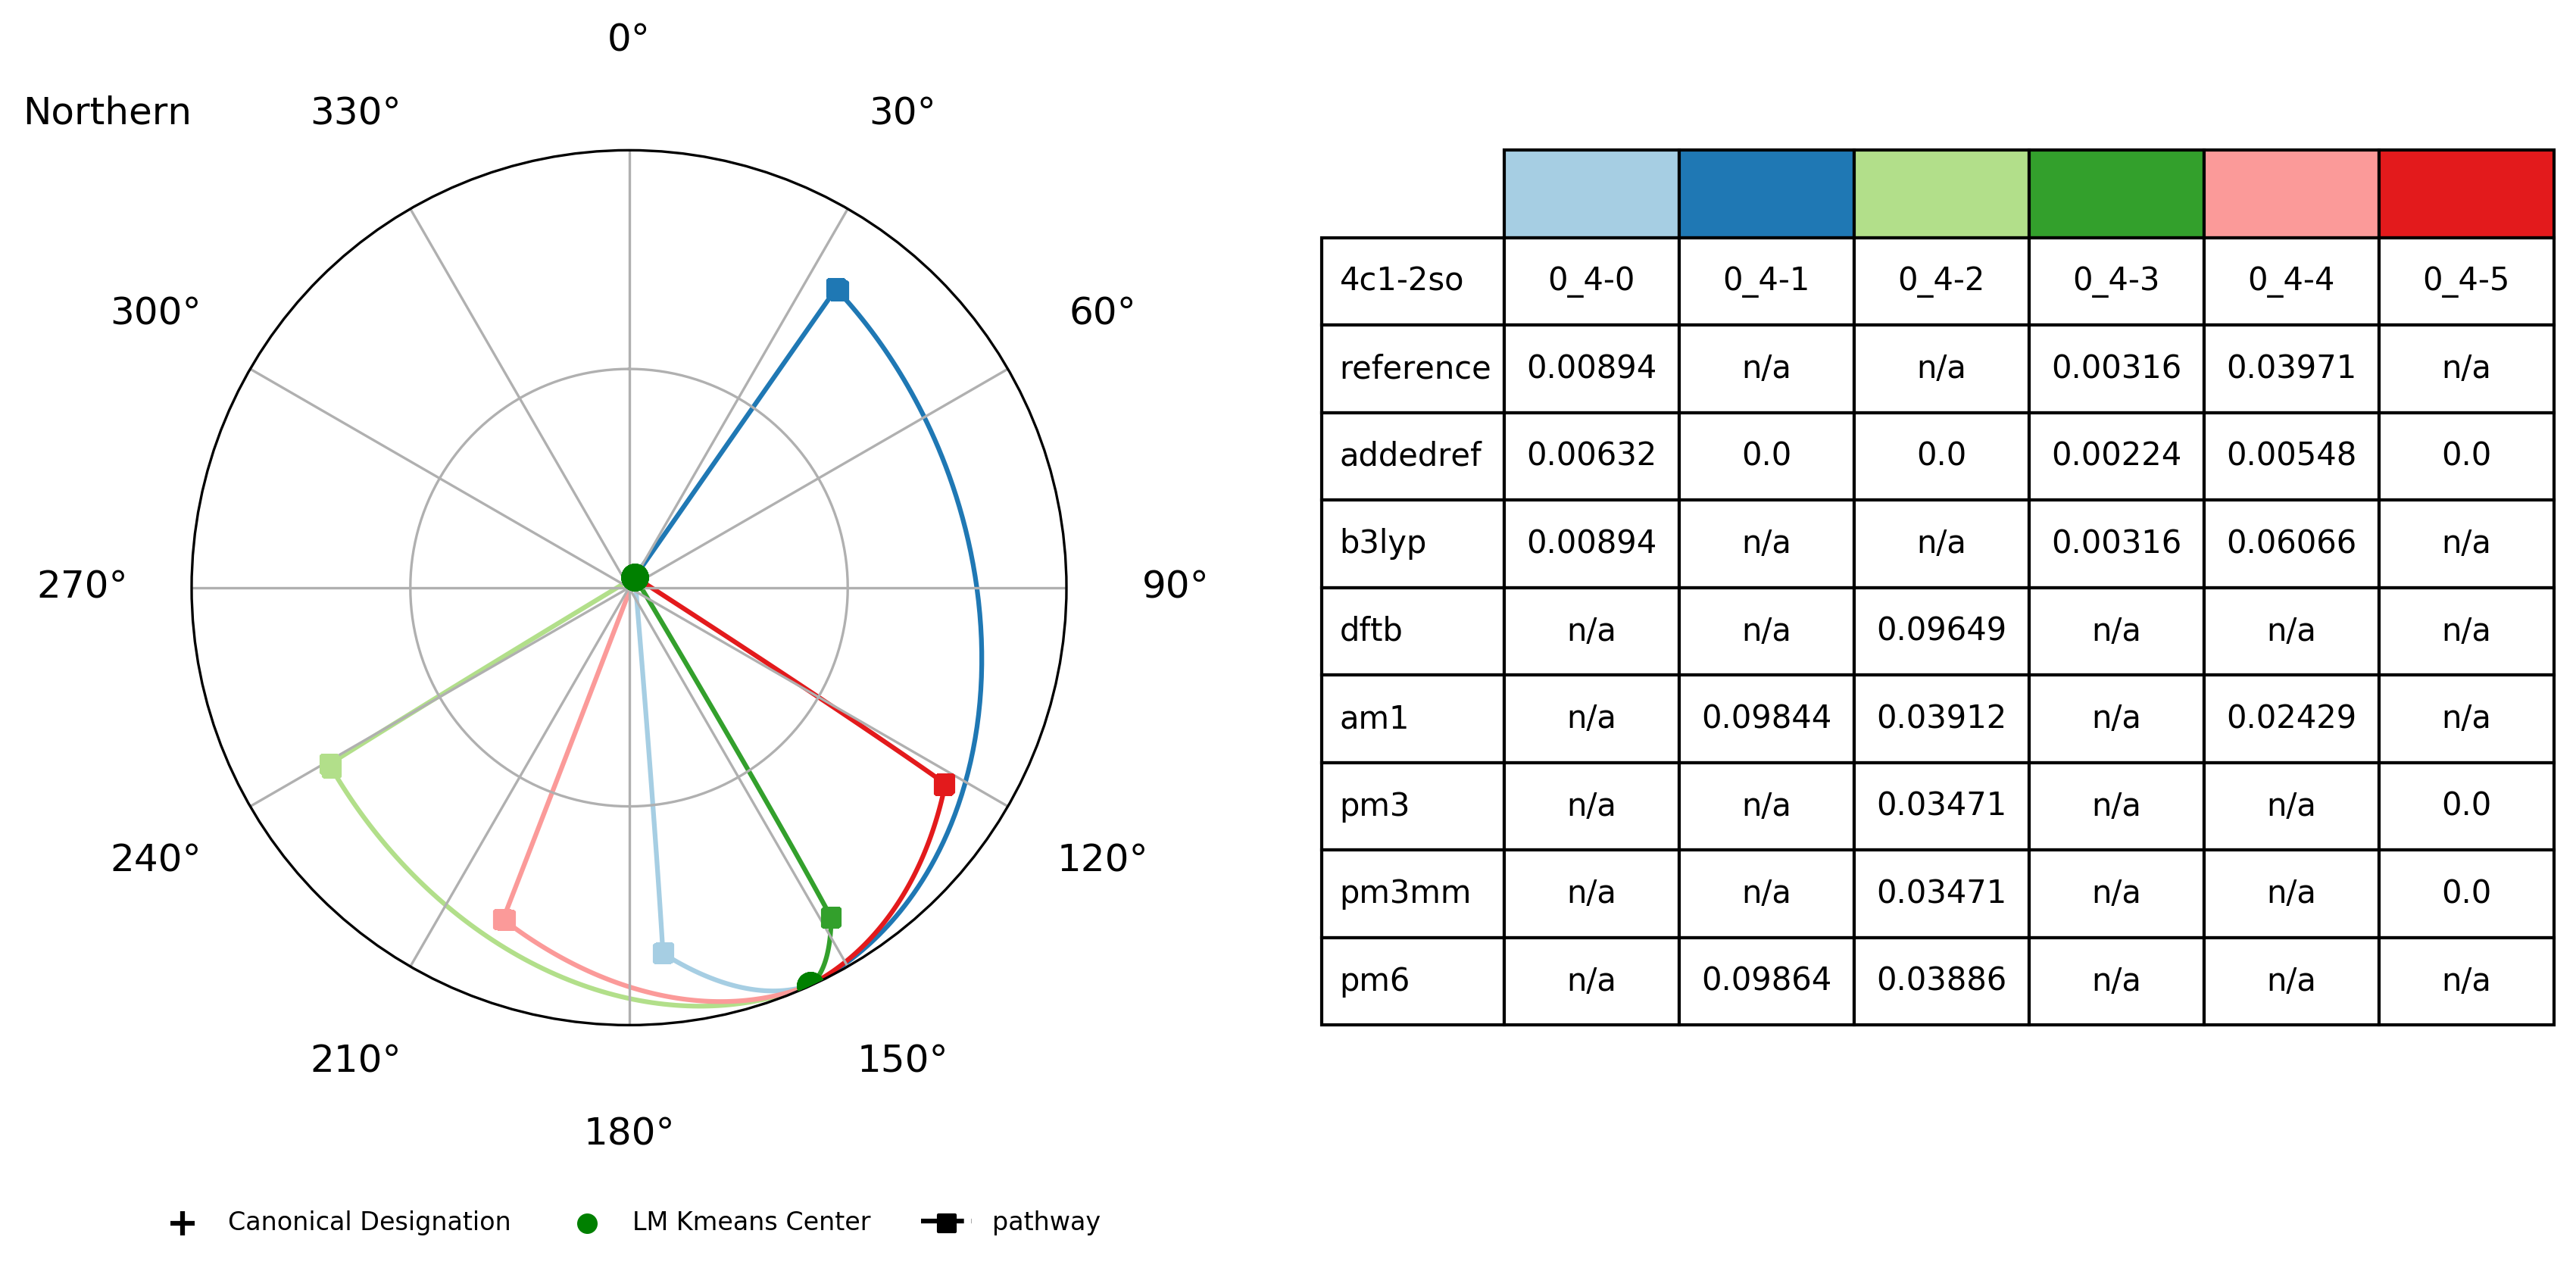 0°
Northern 330° 30°
300° 60°
270° 90°
240° 120°
210° 150°
180°
Canonical Designation LM Kmeans Center pathway
4c1-2so 0_4-0 0_4-1 0_4-2 0_4-3 0_4-4 0_4-5
reference 0.00894 n/a n/a 0.00316 0.03971 n/a
addedref 0.00632 0.0 0.0 0.00224 0.00548 0.0
b3lyp 0.00894 n/a n/a 0.00316 0.06066 n/a
dftb n/a n/a 0.09649 n/a n/a n/a
am1 n/a 0.09844 0.03912 n/a 0.02429 n/a
pm3 n/a n/a 0.03471 n/a n/a 0.0
pm3mm n/a n/a 0.03471 n/a n/a 0.0
pm6 n/a 0.09864 0.03886 n/a n/a n/a